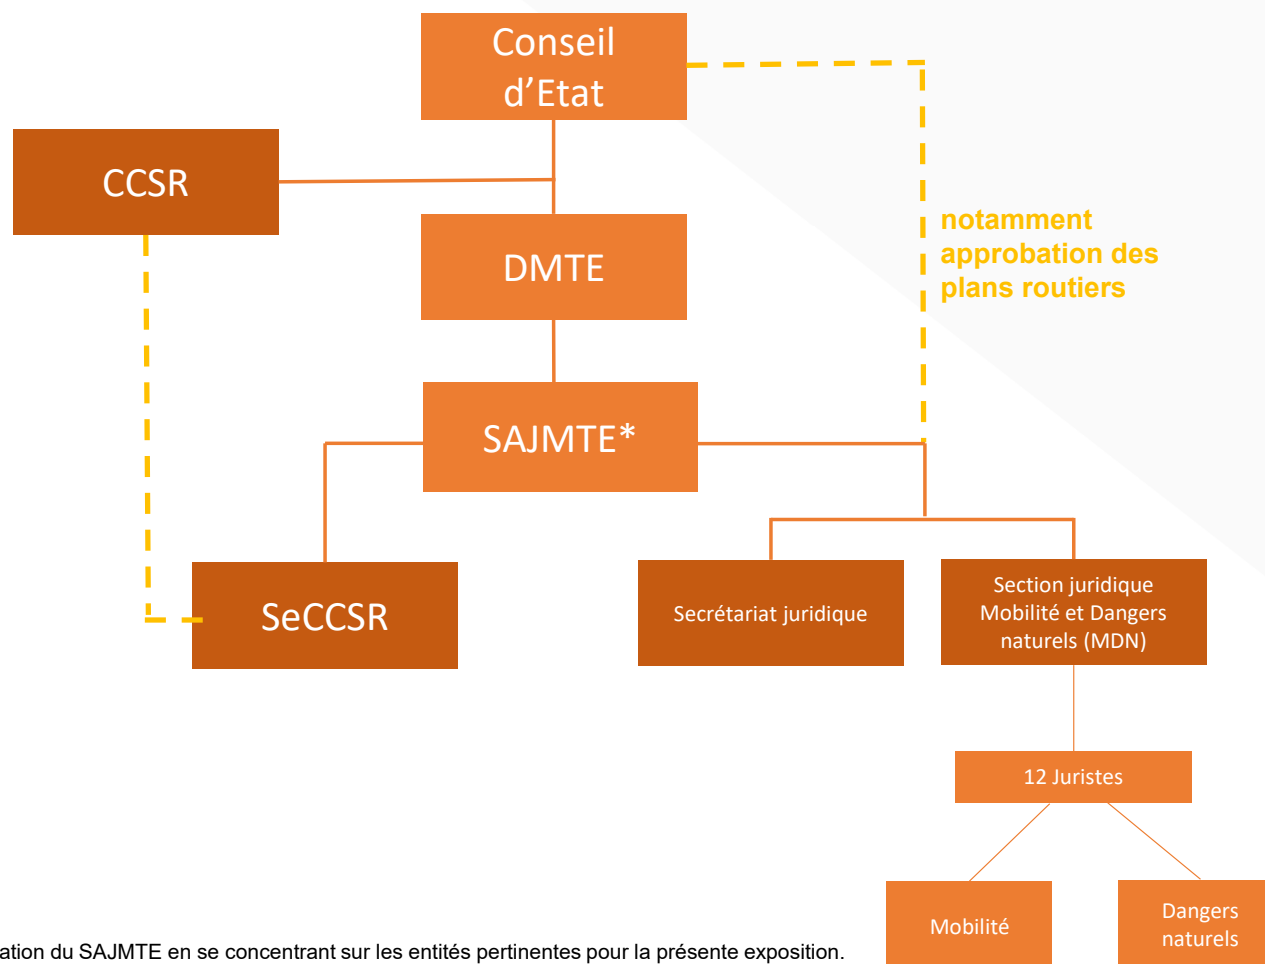 Conseil
d’Etat
CCSR
notamment
approbation des
plans routiers
DMTE
SAJMTE*
SeCCSR
Secrétariat juridique
Section juridique
Mobilité et Dangers
naturels (MDN)
12 Juristes
Mobilité
Dangers
naturels
du SAJMTE en se concentrant sur les entités pertinentes pour la présente exposition.